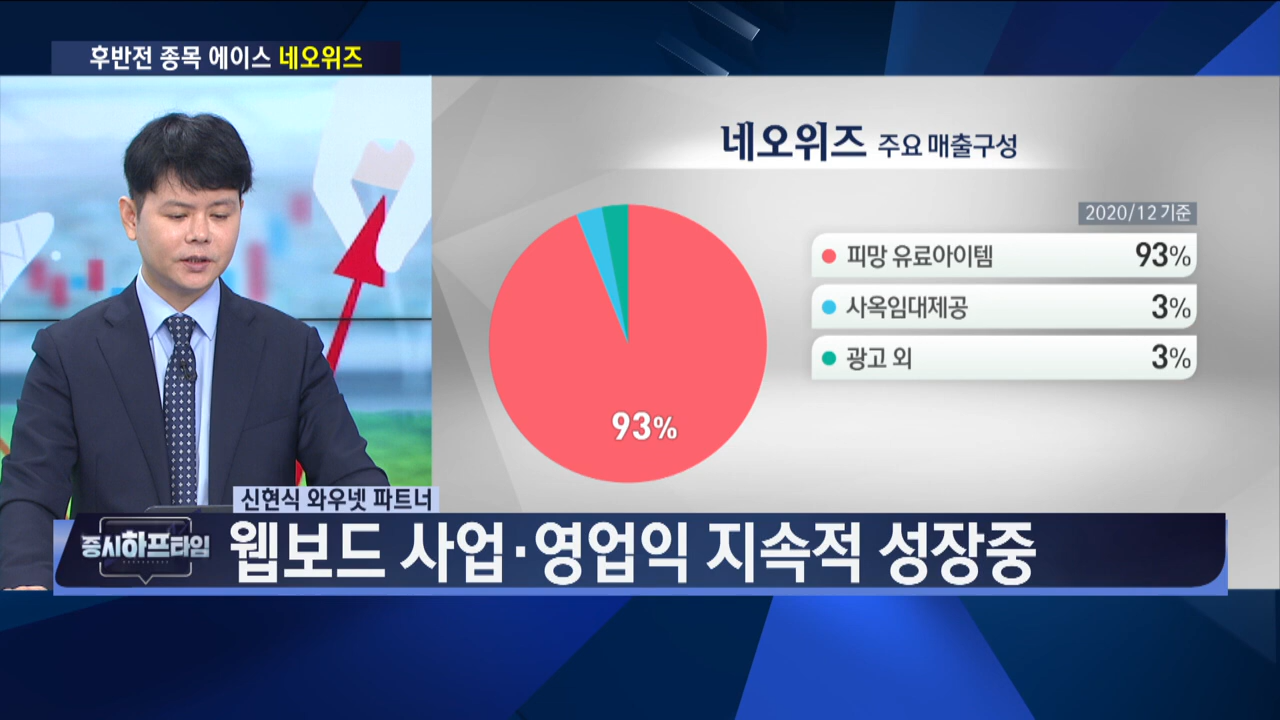 후반전 종목 에이스 네오위즈
네오위즈 주요 매출구성
2020/12 기준
피망 유료아이템 93%
사옥임대제공 3%
광고 외 3%
93%
신현식 와우넷 파트너
증시하프타임
웹보드 사업·영업익 지속적 성장중